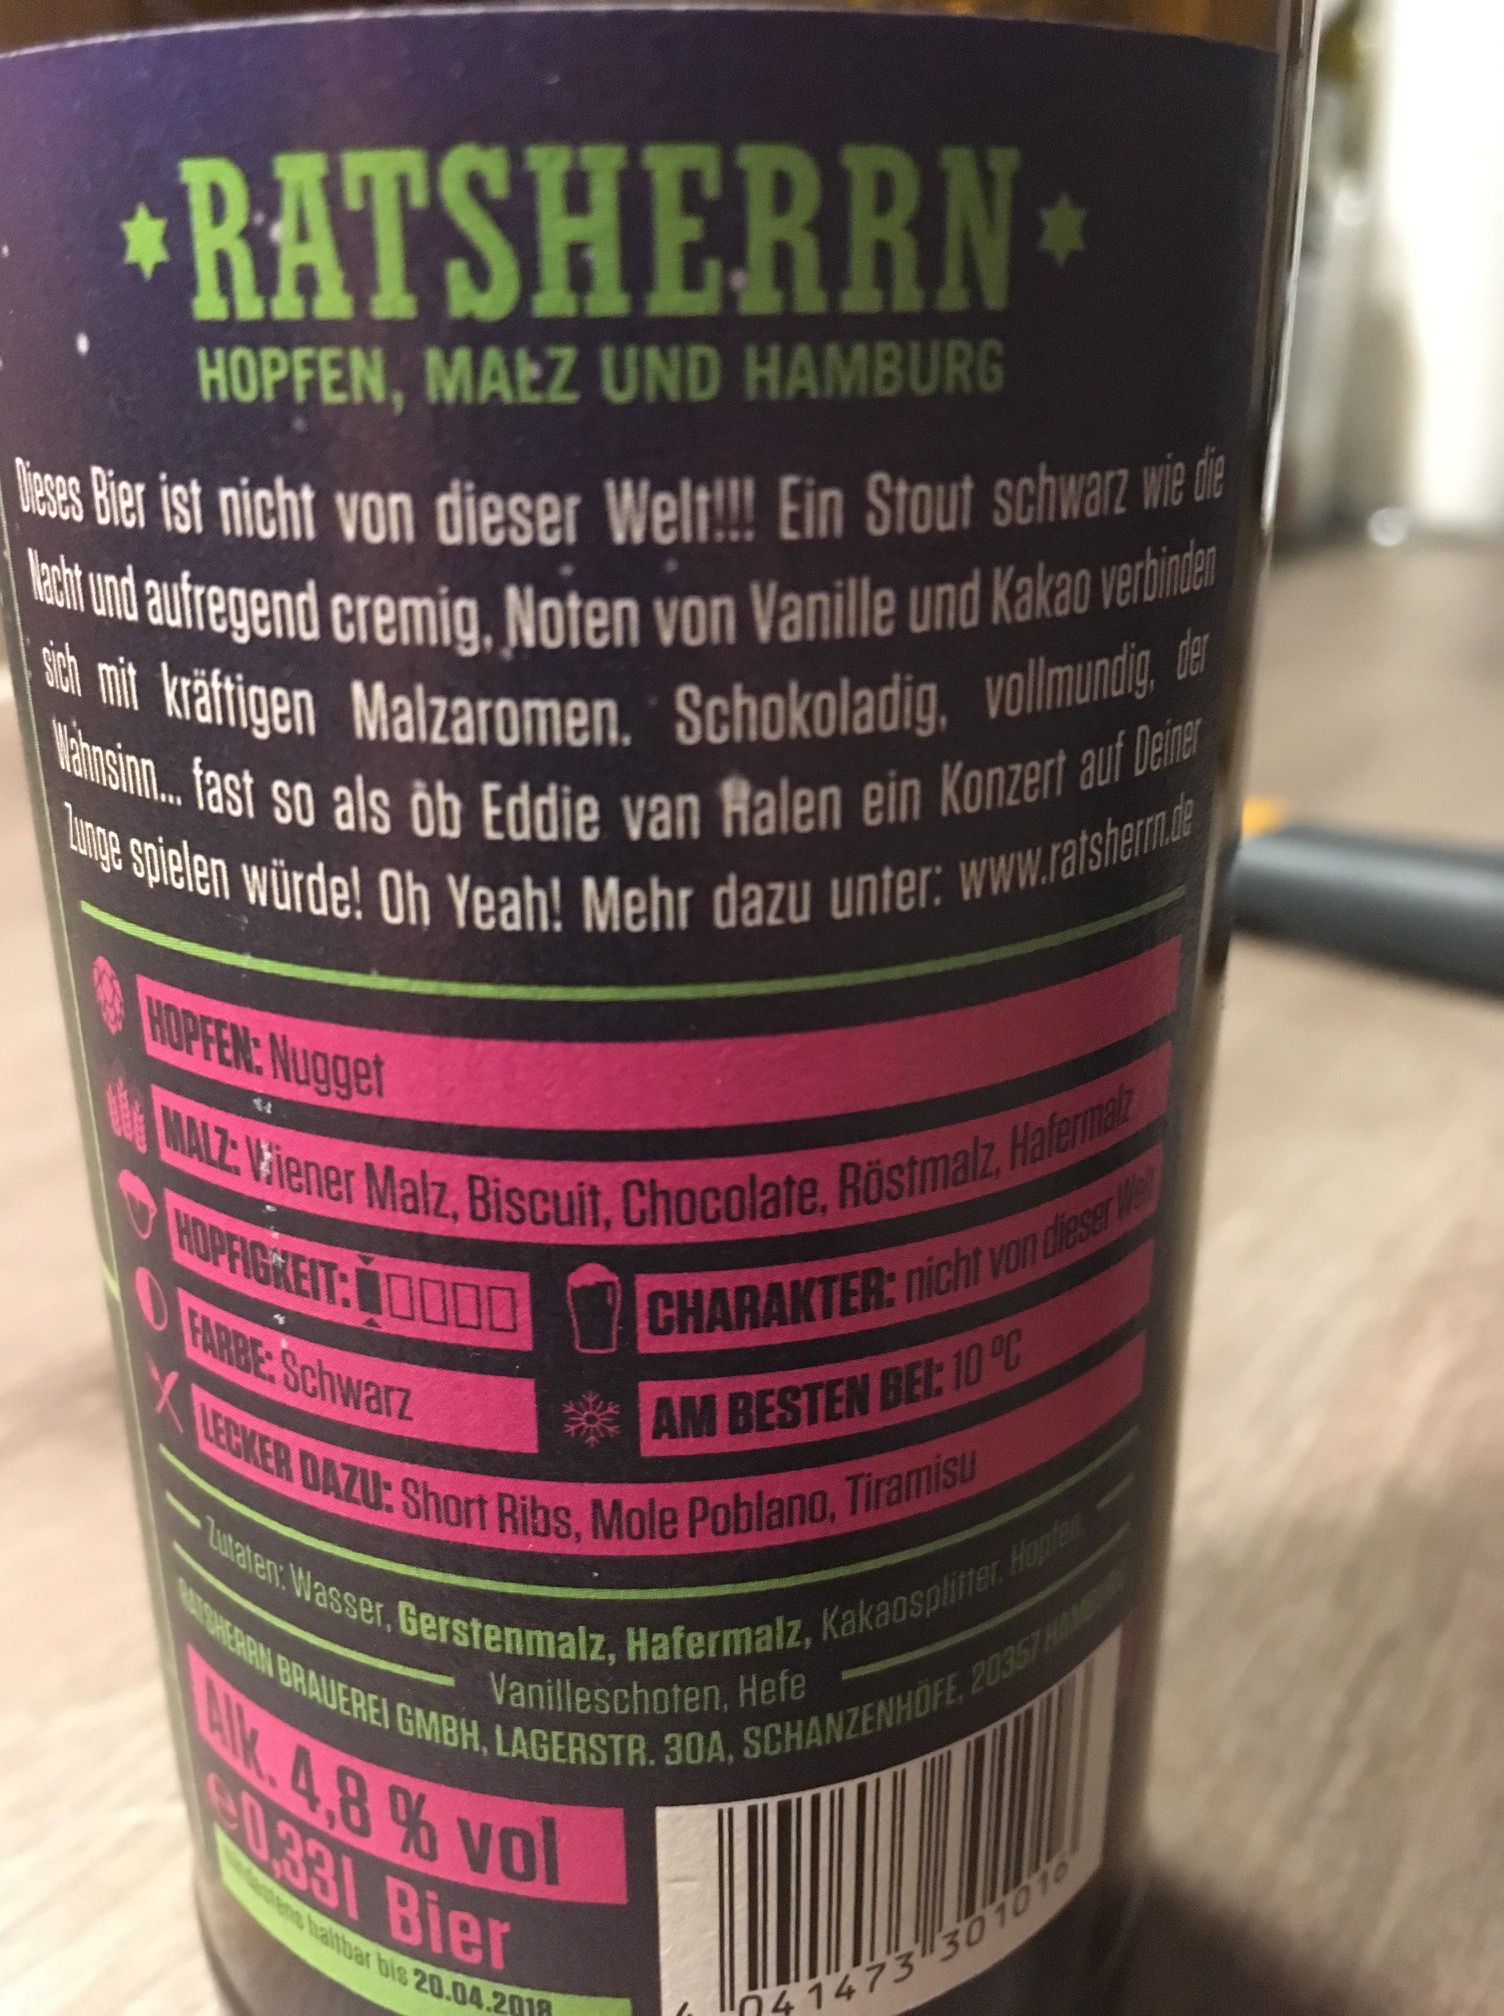 RATSHERRN
HOPFEN, MALZ UND HAMBURG
Dieses Bier ist nicht von dieser Welt!!! Ein Stout schwarz wie die
Nacht und aufregend cremig, Noten von Vanille und Kakao verbinden
sich mit kräftigen Malzaromen. Schokoladig, vollmundig, der
Wahnsinn... fast so als ob Eddie van Halen ein Konzert auf Deiner
Zunge spielen würde! Oh Yeah! Mehr dazu unter: www.ratsherrn.de
HOPFEN: Nugget
MALZ: Wiener Malz, Biscuit, Chocolate, Röstmalz, Hafermalz
HOPFIGKEIT:
CHARAKTER: nicht von dieser Welt
FARBE: Schwarz
AM BESTEN BEI: 10 °C
LECKER DAZU: Short Ribs, Mole Poblano, Tiramisu
Zutaten: Wasser, Gerstenmalz, Hafermalz, Kakaosplitter, Hopfen,
Vanilleschoten, Hefe
RATSHERRN BRAUEREI GMBH, LAGERSTR. 30A, SCHANZENHÖFE, 20357 HAMBURG
Alk. 4,8 % vol
℮0,33l Bier
mindestens haltbar bis 20.04.2018
4 041473 301016